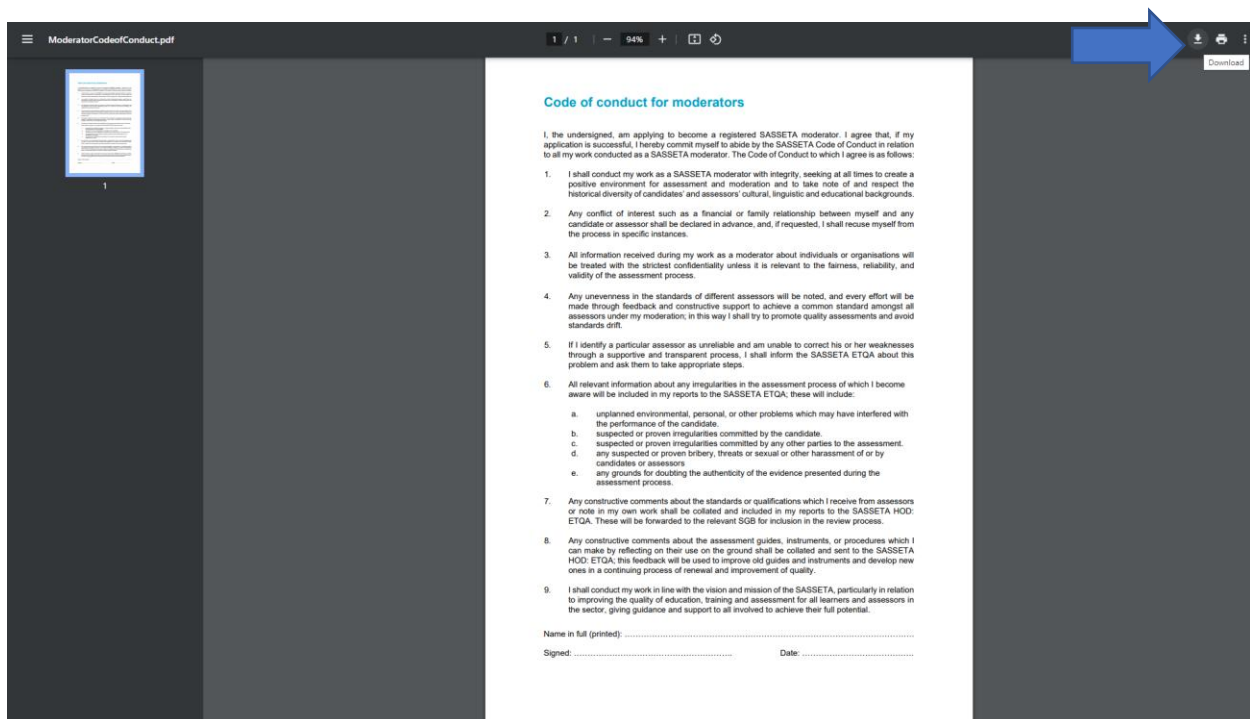 ModeratorCodeofConduct.pdf
1 / 1
94%
Download
1
Code of conduct for moderators
I, the undersigned, am applying to become a registered SASSETA moderator. I agree that, if my
application is successful, I hereby commit myself to abide by the SASSETA Code of Conduct in relation
to all my work conducted as a SASSETA moderator. The Code of Conduct to which I agree is as follows:
1. I shall conduct my work as a SASSETA moderator with integrity, seeking at all times to create a
positive environment for assessment and moderation and to take note of and respect the
historical diversity of candidates' and assessors' cultural, linguistic and educational backgrounds.
2. Any conflict of interest such as a financial or family relationship between myself and any
candidate or assessor shall be declared in advance, and, if requested, I shall recuse myself from
the process in specific instances.
3. All information received during my work as a moderator about individuals or organisations will
be treated with the strictest confidentiality unless it is relevant to the fairness, reliability, and
validity of the assessment process.
4. Any unevenness in the standards of different assessors will be noted, and every effort will be
made through feedback and constructive support to achieve a common standard amongst all
assessors under my moderation; in this way I shall try to promote quality assessments and avoid
standards drift.
5. If I identify a particular assessor as unreliable and am unable to correct his or her weaknesses
through a supportive and transparent process, I shall inform the SASSETA ETQA about this
problem and ask them to take appropriate steps.
6. All relevant information about any irregularities in the assessment process of which I become
aware will be included in my reports to the SASSETA ETQA; these will include:
a. unplanned environmental, personal, or other problems which may have interfered with
the performance of the candidate.
b. suspected or proven irregularities committed by the candidate.
c. suspected or proven irregularities committed by any other parties to the assessment.
d. any suspected or proven bribery, threats or sexual or other harassment of or by
candidates or assessors
e. any grounds for doubting the authenticity of the evidence presented during the
assessment process.
7. Any constructive comments about the standards or qualifications which I receive from assessors
or note in my own work shall be collated and included in my reports to the SASSETA HOD:
ETQA. These will be forwarded to the relevant SGB for inclusion in the review process.
8. Any constructive comments about the assessment guides, instruments, or procedures which I
can make by reflecting on their use on the ground shall be collated and sent to the SASSETA
HOD: ETQA; this feedback will be used to improve old guides and instruments and develop new
ones in a continuing process of renewal and improvement of quality.
9. I shall conduct my work in line with the vision and mission of the SASSETA, particularly in relation
to improving the quality of education, training and assessment for all learners and assessors in
the sector, giving guidance and support to all involved to achieve their full potential.
Name in full (printed): ………………………………………………………………………………………
Signed: ………………………………………………… Date: …………………………………